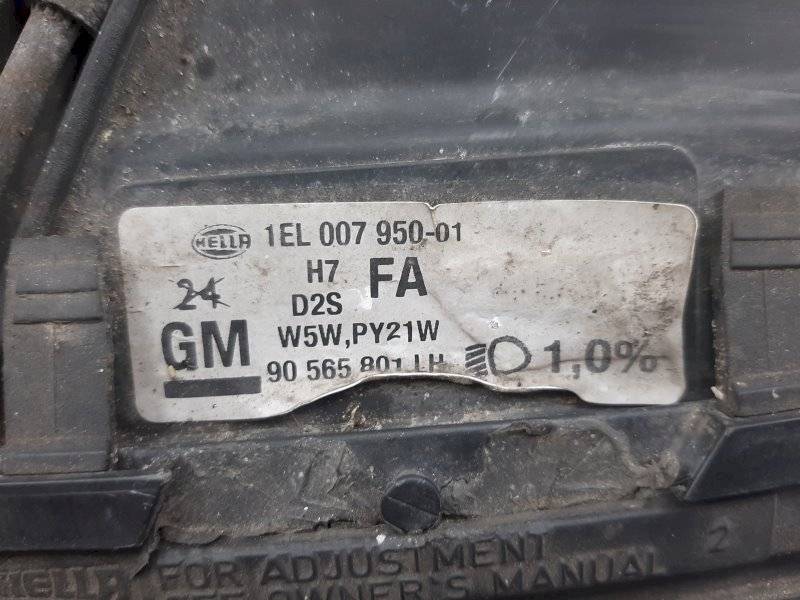 HELLA 1EL 007 950-01
H7 FA
24
D2S
GM W5W,PY21W
90 565 801 LH 1,0%
2
HELLA FOR ADJUSTMENT
OWNER'S MANUAL